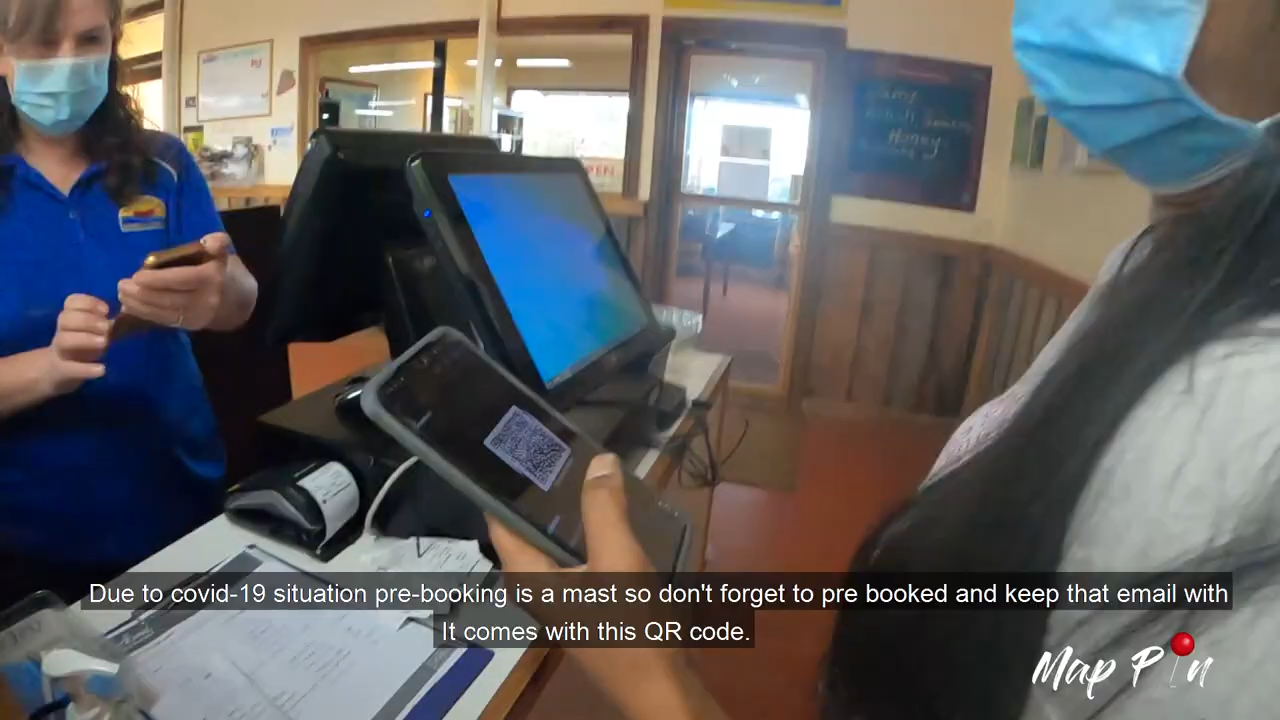 Honey
Due to covid-19 situation pre-booking is a mast so don't forget to pre booked and keep that email with
It comes with this QR code.
Map Pin